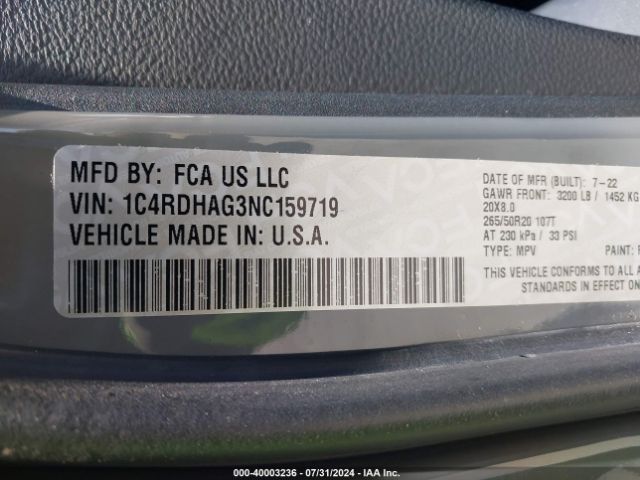 MFD BY: FCA US LLC
VIN: 1C4RDHAG3NC159719
VEHICLE MADE IN: U.S.A.
DATE OF MFR (BUILT): 7-22
GAWR FRONT: 3200 LB / 1452 KG
20X8.0
265/50R20 107T
AT 230 kPa / 33 PSI
TYPE: MPV PAINT:
THIS VEHICLE CONFORMS TO ALL
STANDARDS IN EFFECT ON
000-40003236 - 07/31/2024 - IAA Inc.